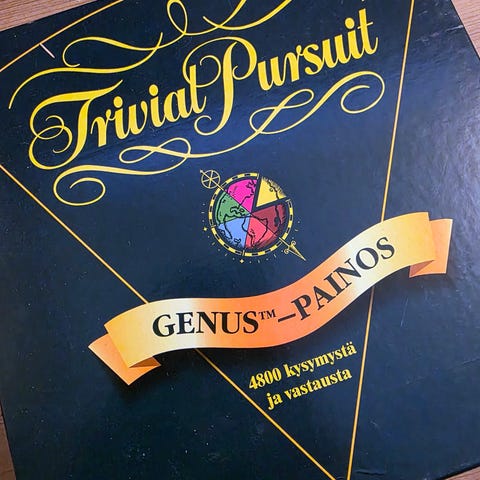 Trivial Pursuit
GENUS™–PAINOS
4800 kysymystä
ja vastausta